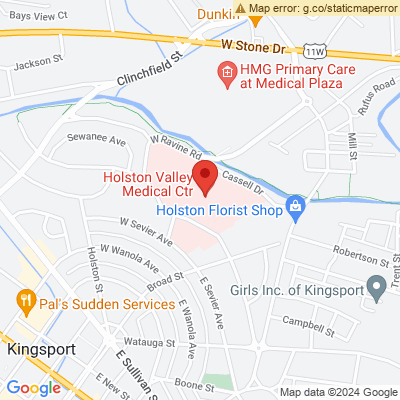 Map error: g.co/staticmaperror
Bays View Ct
Dunkin'
W Stone Dr
11W
Jackson St
Clinchfield St
HMG Primary Care
at Medical Plaza
Rufus Road
Sewanee Ave
W Ravine Rd
Mill St
Holston Valley
Medical Ctr
Cassell Dr
Holston Florist Shop
W Sevier Ave
W Wanola Ave
Holston St
Robertson St
Trent St
Broad St
E Sevier Ave
Girls Inc. of Kingsport
Pal's Sudden Services
E Wanola Ave
Campbell St
Watauga St
Kingsport
E Sullivan St
E New St
Boone St
Google
Map data ©2024 Google